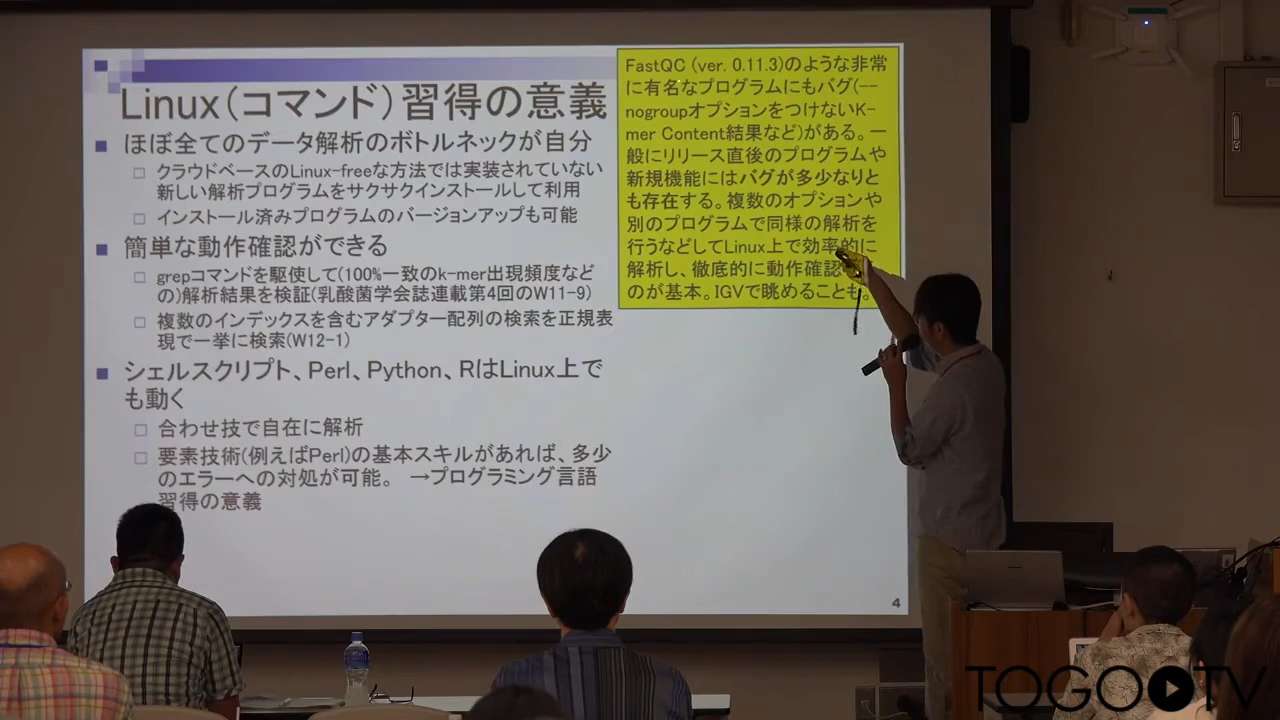 Linux(コマンド)習得の意義
ほぼ全てのデータ解析のボトルネックが自分
クラウドベースのLinux-freeな方法では実装されていない
新しい解析プログラムをサクサクインストールして利用
インストール済みプログラムのバージョンアップも可能
簡単な動作確認ができる
grepコマンドを駆使して(100%一致のk-mer出現頻度など
の)解析結果を検証(乳酸菌学会誌連載第4回のW11-9)
複数のインデックスを含むアダプター配列の検索を正規表
現で一挙に検索(W12-1)
シェルスクリプト、Perl、Python、RはLinux上で
も動く
合わせ技で自在に解析
要素技術(例えばPerl)の基本スキルがあれば、多少
のエラーへの対処が可能。 →プログラミング言語
習得の意義
FastQC (ver. 0.11.3)のような非常
に有名なプログラムにもバグ(--
nogroupオプションをつけないK-
mer Content結果など)がある。一
般にリリース直後のプログラムや
新規機能にはバグが多少なりと
も存在する。複数のオプションや
別のプログラムで同様の解析を
行うなどしてLinux上で効率的に
解析し、徹底的に動作確認
のが基本。IGVで眺めることも。
4
TOGO TV